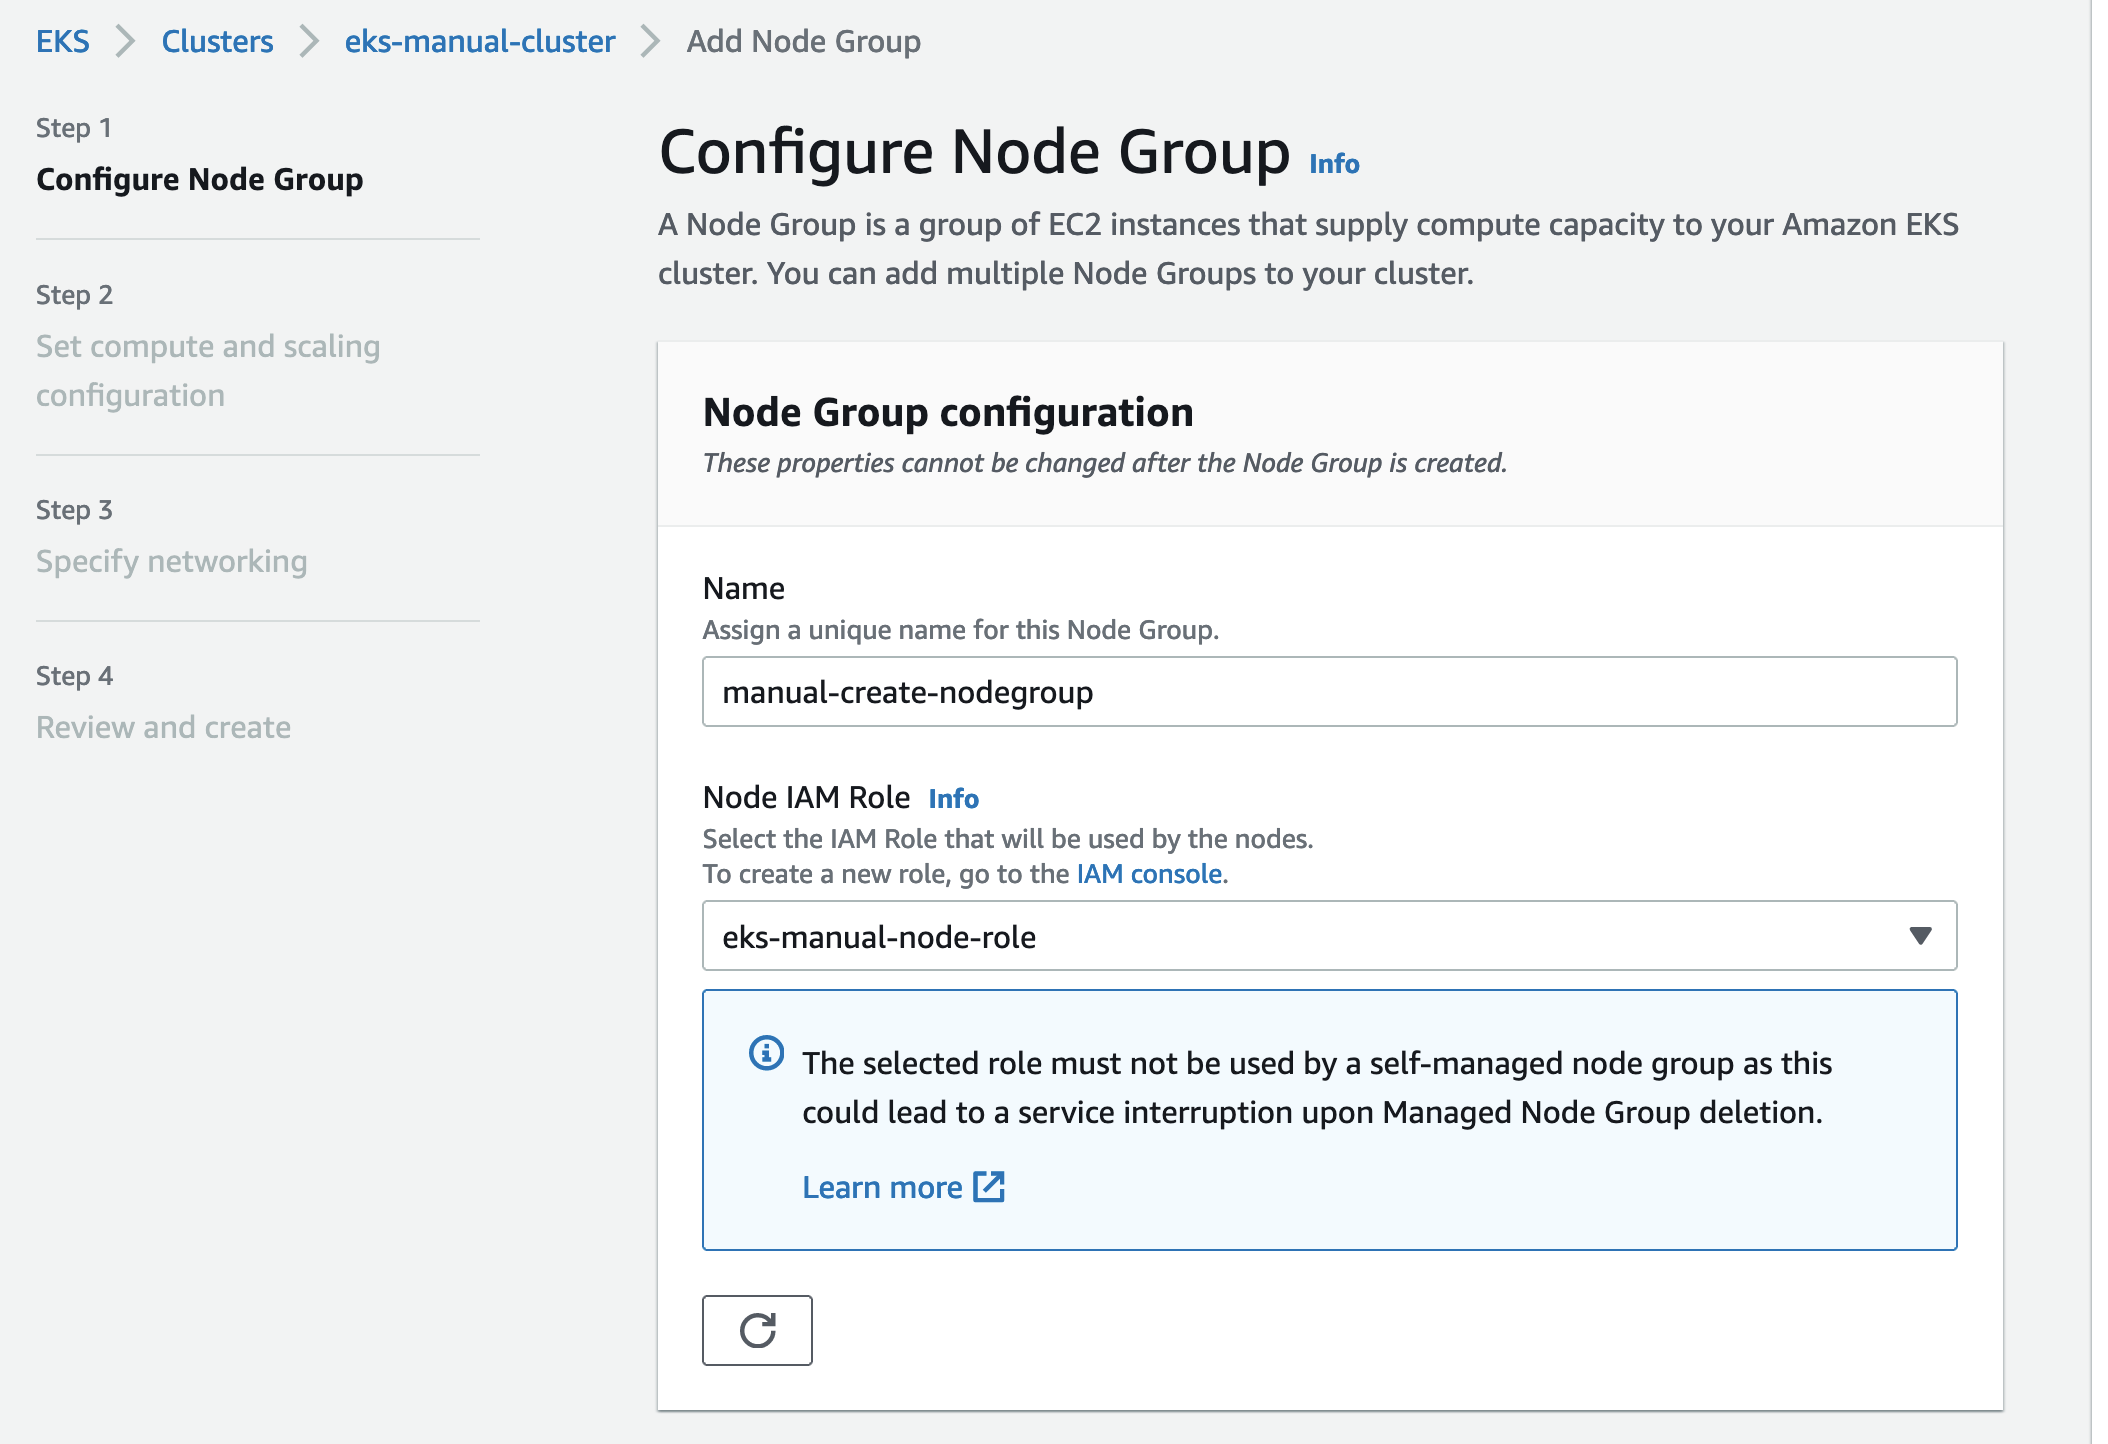 EKS > Clusters > eks-manual-cluster > Add Node Group
Step 1
Configure Node Group
Step 2
Set compute and scaling
configuration
Step 3
Specify networking
Step 4
Review and create
Configure Node Group Info
A Node Group is a group of EC2 instances that supply compute capacity to your Amazon EKS
cluster. You can add multiple Node Groups to your cluster.
Node Group configuration
These properties cannot be changed after the Node Group is created.
Name
Assign a unique name for this Node Group.
manual-create-nodegroup
Node IAM Role Info
Select the IAM Role that will be used by the nodes.
To create a new role, go to the IAM console.
eks-manual-node-role
The selected role must not be used by a self-managed node group as this
could lead to a service interruption upon Managed Node Group deletion.
Learn more